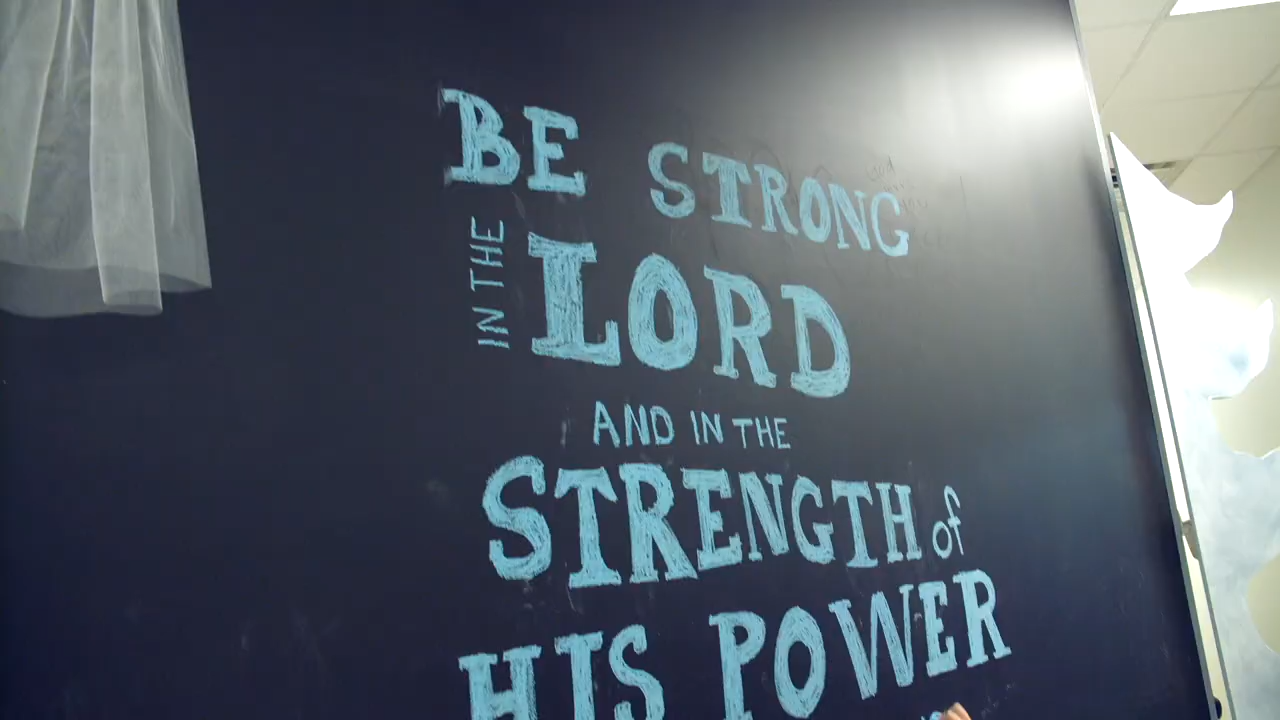 BE STRONG
IN THE
LORD
AND IN THE
STRENGTH of
HIS POWER